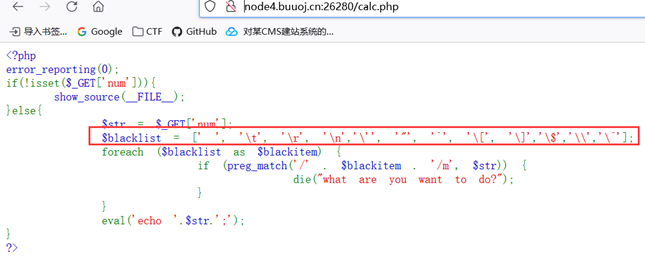 node4.buuoj.cn:26280/calc.php
导入书签... Google CTF GitHub 对某CMS建站系统的...
<?php
error_reporting(0);
if(!isset($_GET['num'])){
show_source(__FILE__);
}else{
$str = $_GET['num'];
$blacklist = [' ', '\t', '\r', '\n','\'', '"', '`', '\[', '\]','\$','\\','\^'];
foreach ($blacklist as $blackitem) {
if (preg_match('/' . $blackitem . '/m', $str)) {
die("what are you want to do?");
}
}
eval('echo '.$str.';');
}
?>